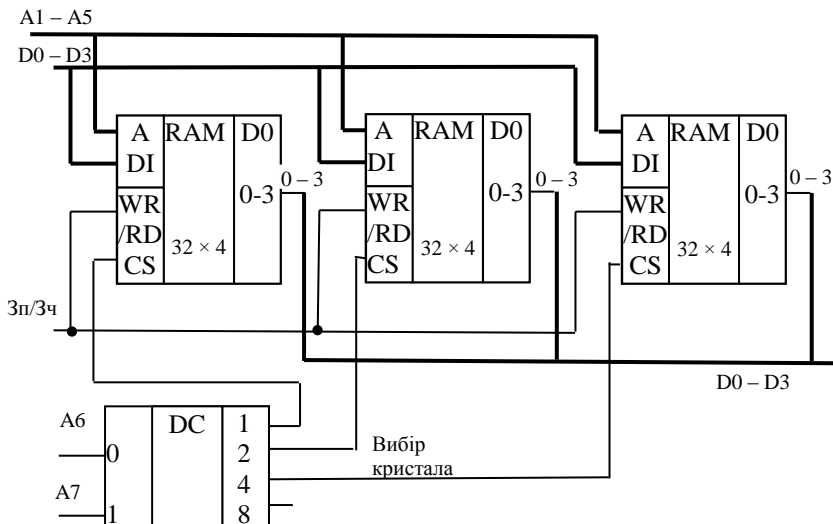 A1 – A5
D0 – D3
A RAM D0
DI
0-3
WR
/RD
CS
32 × 4
0 – 3
A RAM D0
DI
0-3
WR
/RD
CS
32 × 4
0 – 3
A RAM D0
DI
0-3
WR
/RD
CS
32 × 4
0 – 3
Зп/Зч
D0 – D3
A6
A7
DC
0
1
1
2
4
8
Вибір
кристала